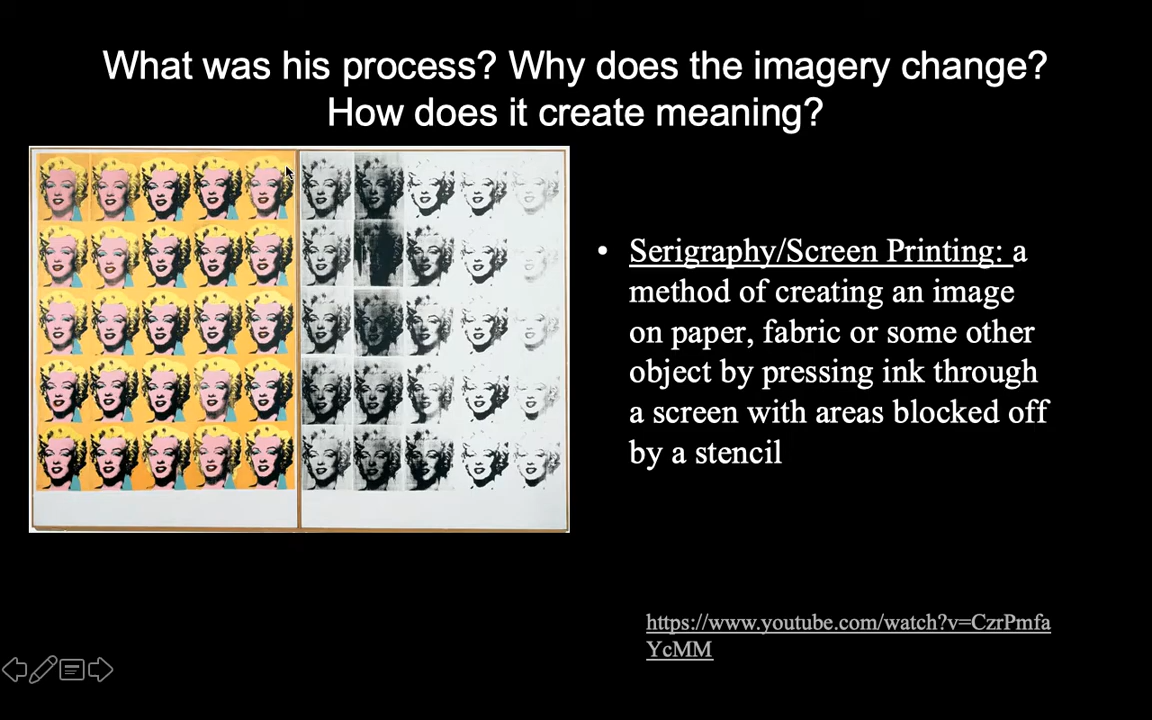 What was his process? Why does the imagery change?
How does it create meaning?
• Serigraphy/Screen Printing: a
method of creating an image
on paper, fabric or some other
object by pressing ink through
a screen with areas blocked off
by a stencil
https://www.youtube.com/watch?v=CzrPmfa
YcMM